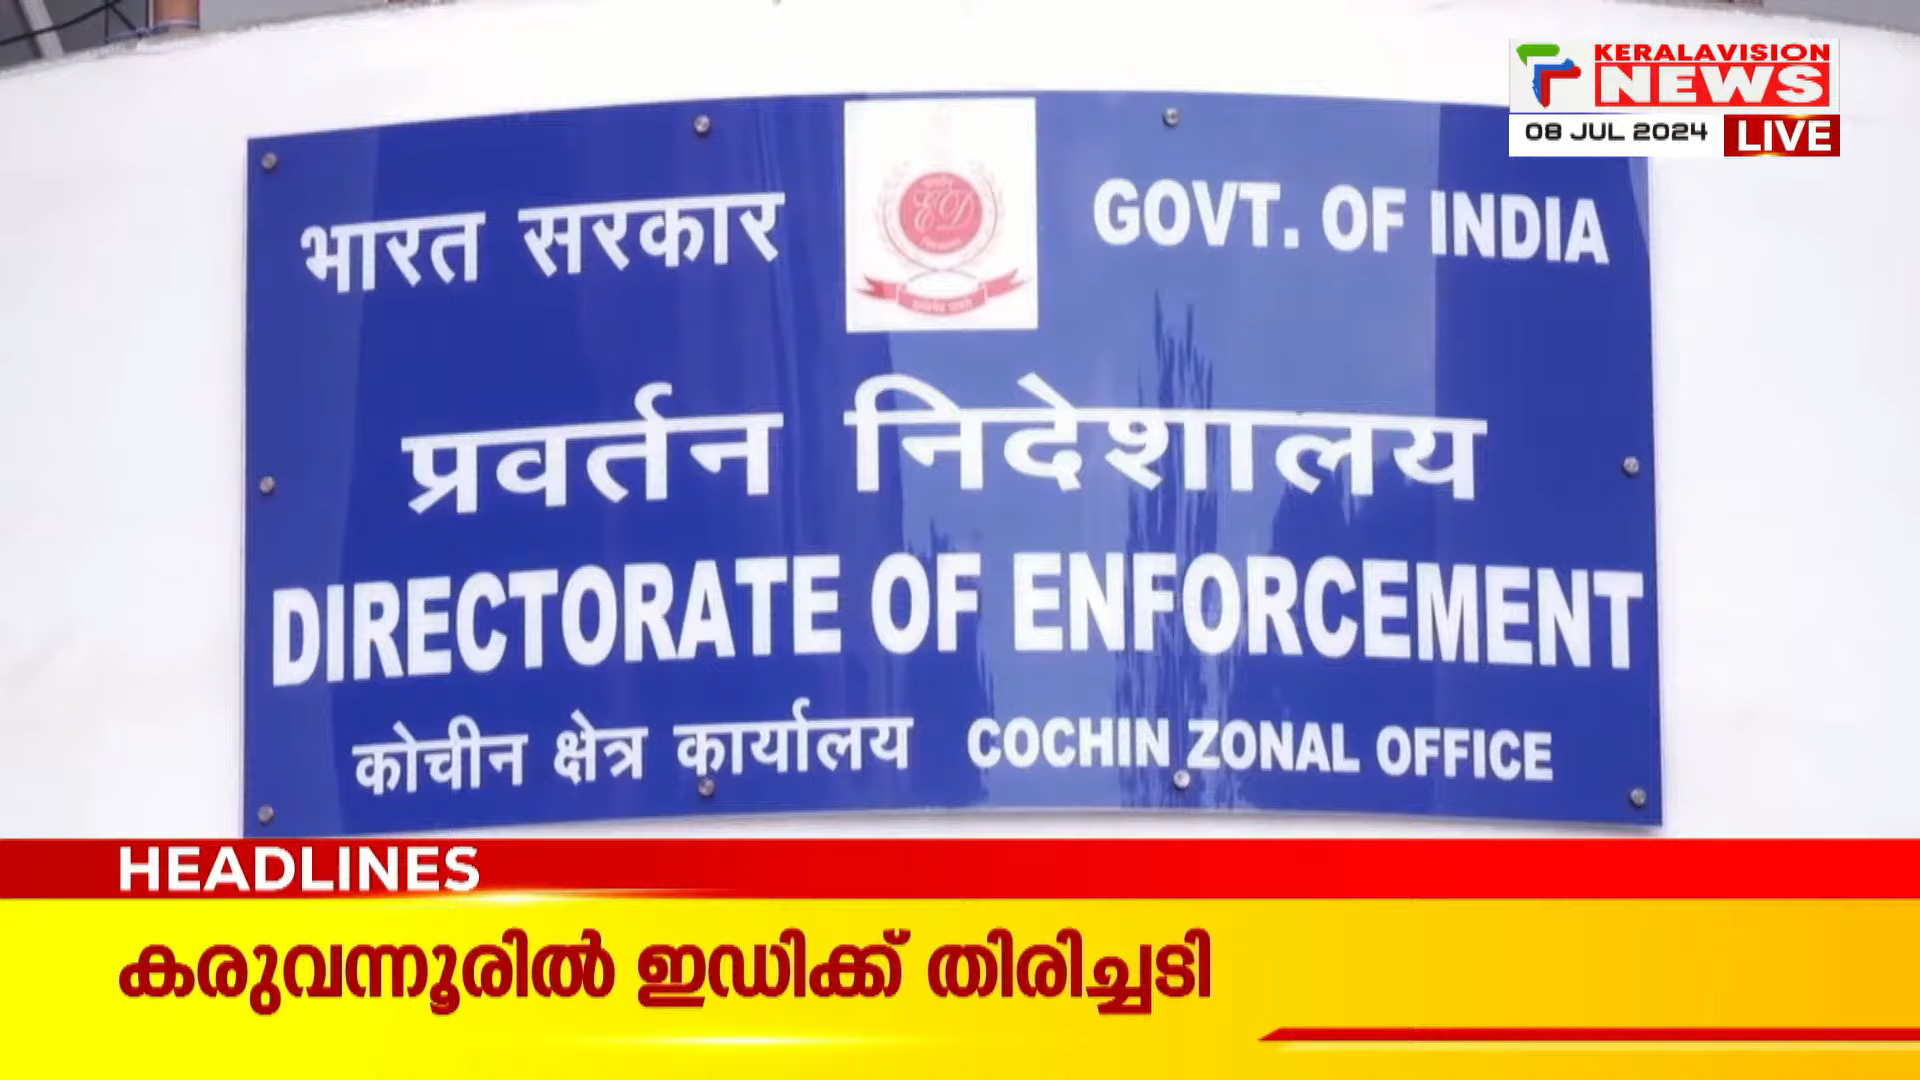 KERALAVISION
NEWS
08 JUL 2024 LIVE
भारत सरकार
ED
GOVT. OF INDIA
प्रवर्तन निदेशालय
DIRECTORATE OF ENFORCEMENT
कोचीन क्षेत्र कार्यालय COCHIN ZONAL OFFICE
HEADLINES
കരുവന്നൂരിൽ ഇഡിക്ക് തിരിച്ചടി